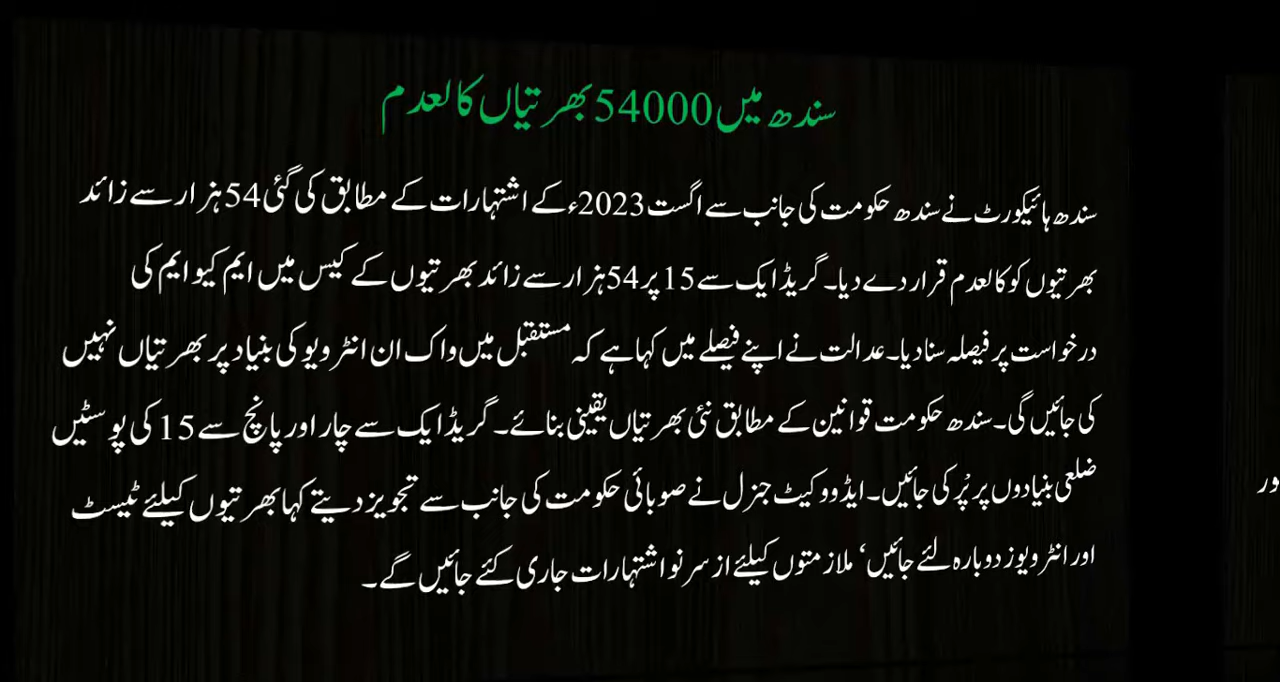 سندھ میں 54000 بھرتیاں کالعدم
سندھ ہائیکورٹ نے سندھ حکومت کی جانب سے اگست 2023ء کے اشتہارات کے مطابق کی گئی 54 ہزار سے زائد
بھرتیوں کو کالعدم قرار دے دیا۔ گریڈ ایک سے 15 پر 54 ہزار سے زائد بھرتیوں کے کیس میں ایم کیو ایم کی
درخواست پر فیصلہ سنا دیا۔ عدالت نے اپنے فیصلے میں کہا ہے کہ مستقبل میں واک ان انٹرویو کی بنیاد پر بھرتیاں نہیں
کی جائیں گی۔ سندھ حکومت قوانین کے مطابق نئی بھرتیاں یقینی بنائے۔ گریڈ ایک سے چار اور پانچ سے 15 کی پوسٹیں
ضلعی بنیادوں پر پُر کی جائیں۔ ایڈووکیٹ جنرل نے صوبائی حکومت کی جانب سے تجویز دیتے کہا بھرتیوں کیلئے ٹیسٹ
اور انٹرویوز دوبارہ لئے جائیں‘ ملازمتوں کیلئے از سر نو اشتہارات جاری کئے جائیں گے۔